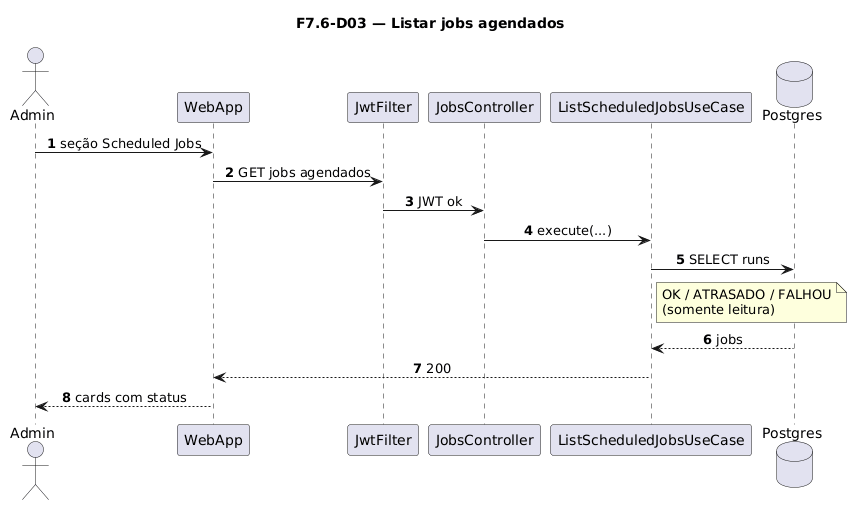 F7.6-D03 — Listar jobs agendados
Admin
WebApp
JwtFilter
JobsController
ListScheduledJobsUseCase
Postgres
1 seção Scheduled Jobs
2 GET jobs agendados
3 JWT ok
4 execute(...)
5 SELECT runs
OK / ATRASADO / FALHOU
(somente leitura)
6 jobs
7 200
8 cards com status
Admin
WebApp
JwtFilter
JobsController
ListScheduledJobsUseCase
Postgres